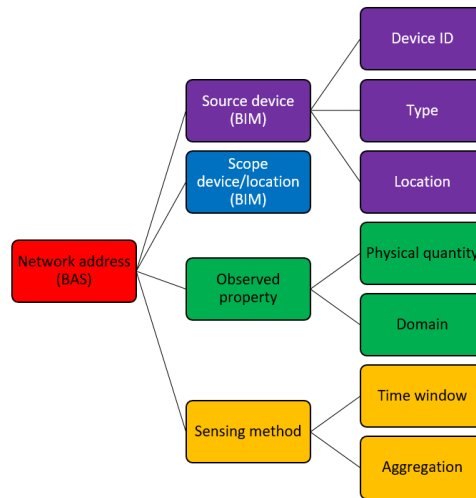 Device ID
Source device
(BIM)
Type
Scope
device/location
(BIM)
Location
Network address
(BAS)
Physical quantity
Observed
property
Domain
Time window
Sensing method
Aggregation